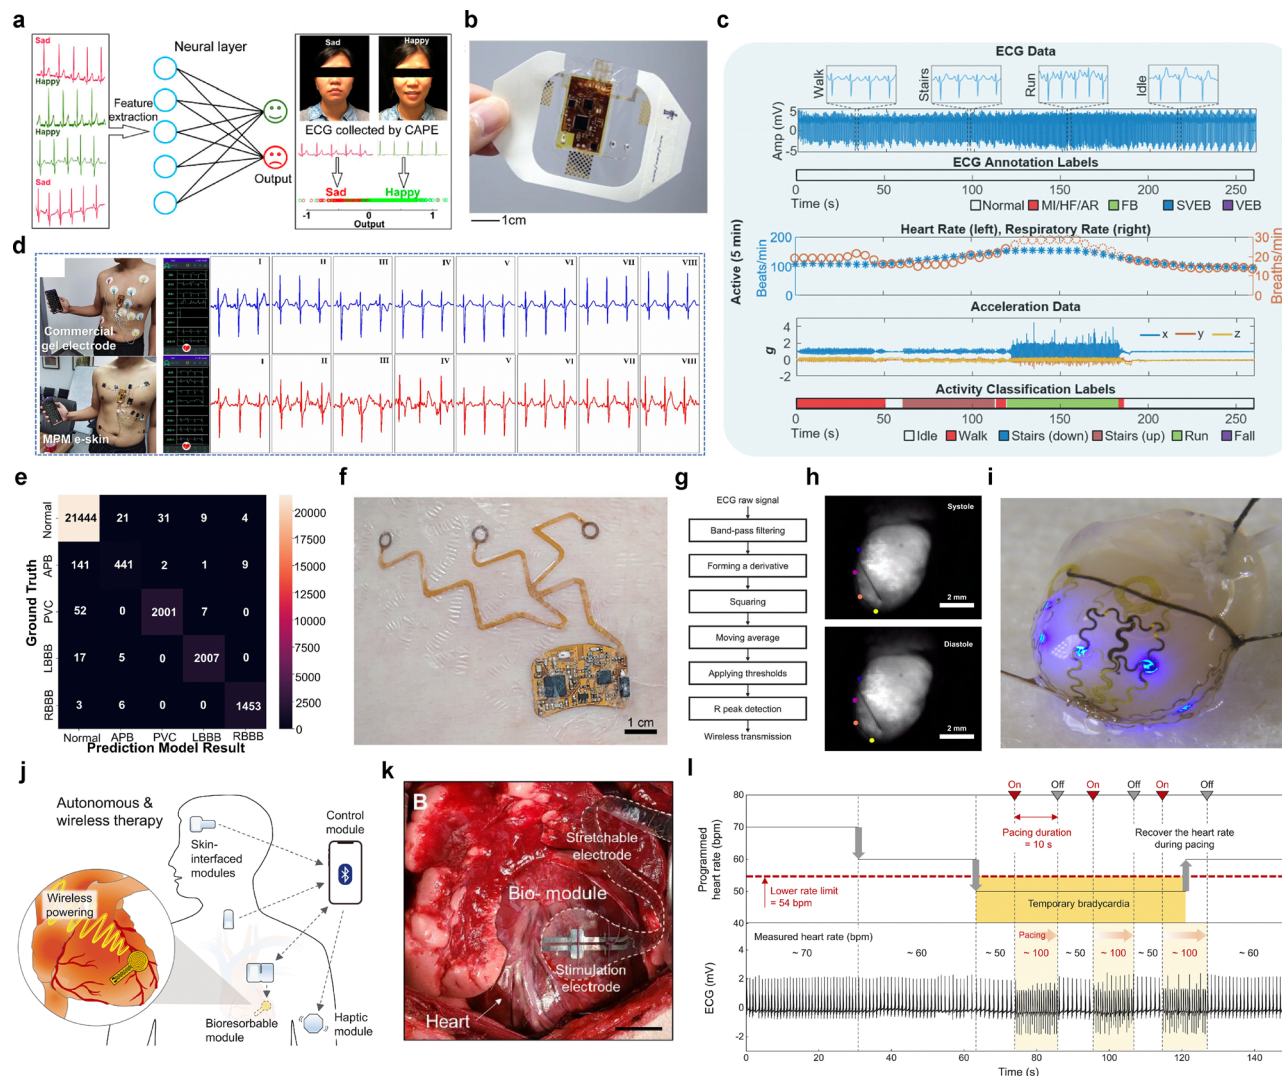 a
Sad
Happy
Happy
Sad
Feature
extraction
Neural layer
Output
Sad
Happy
ECG collected by CAPE
Sad
Happy
-1
0
1
Output
b
1cm
c
ECG Data
Walk
Stairs
Run
Idle
Amp (mV)
5
0
-5
ECG Annotation Labels
0
50
100
150
200
250
Time (s)
Normal
MI/HF/AR
FB
SVEB
VEB
Active (5 min)
Heart Rate (left), Respiratory Rate (right)
Beats/min
200
100
0
30
20
10
0
Breaths/min
Acceleration Data
g
4
2
0
-2
x
y
z
Activity Classification Labels
0
50
100
150
200
250
Time (s)
Idle
Walk
Stairs (down)
Stairs (up)
Run
Fall
d
Commercial
gel electrode
I
II
III
IV
V
VI
VII
VIII
MPM e-skin
I
II
III
IV
V
VI
VII
VIII
e
Ground Truth
Normal
21444
21
31
9
4
APB
141
441
2
1
9
PVC
52
0
2001
7
0
LBBB
17
5
0
2007
0
RBBB
3
6
0
0
1453
Normal
APB
PVC
LBBB
RBBB
Prediction Model Result
20000
17500
15000
12500
10000
7500
5000
2500
0
f
1 cm
g
ECG raw signal
Band-pass filtering
Forming a derivative
Squaring
Moving average
Applying thresholds
R peak detection
Wireless transmission
h
Systole
2 mm
Diastole
2 mm
i
j
Autonomous &
wireless therapy
Skin-
interfaced
modules
Control
module
Wireless
powering
Bioresorbable
module
Haptic
module
k
B
Stretchable
electrode
Bio- module
Stimulation
electrode
Heart
l
On
Off
On
Off
On
Off
Programmed
heart rate (bpm)
80
70
60
50
40
Pacing duration
= 10 s
Recover the heart rate
during pacing
Lower rate limit
= 54 bpm
Temporary bradycardia
Measured heart rate (bpm)
Pacing
~ 70
~ 60
~ 50
~ 100
~ 50
~ 100
~ 50
~ 100
~ 60
ECG (mV)
4
2
0
-2
0
20
40
60
80
100
120
140
Time (s)